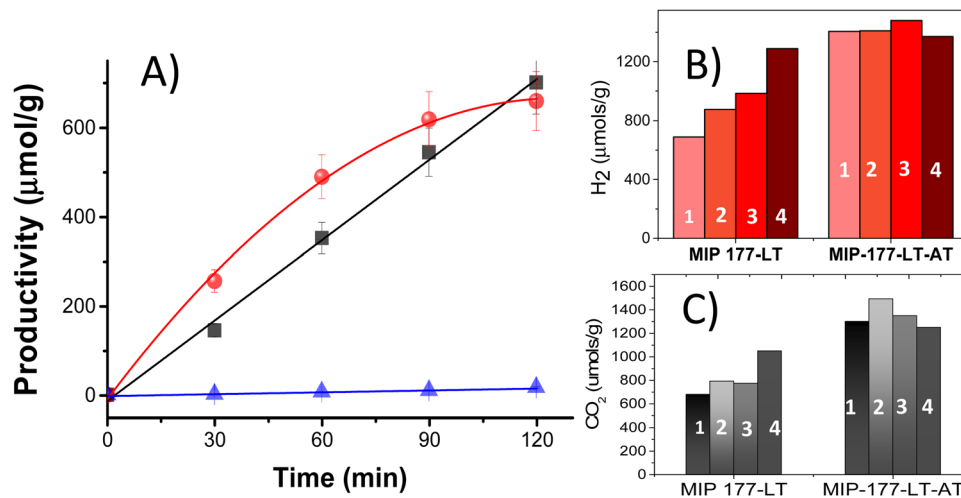 A)
Productivity (μmol/g)
600
400
200
0
0 30 60 90 120
Time (min)
B)
H2 (μmols/g)
1200
800
400
0
1 2 3 4 1 2 3 4
MIP 177-LT MIP-177-LT-AT
C)
CO2 (umols/g)
1600
1400
1200
1000
800
600
400
200
0
1 2 3 4 1 2 3 4
MIP 177-LT MIP-177-LT-AT